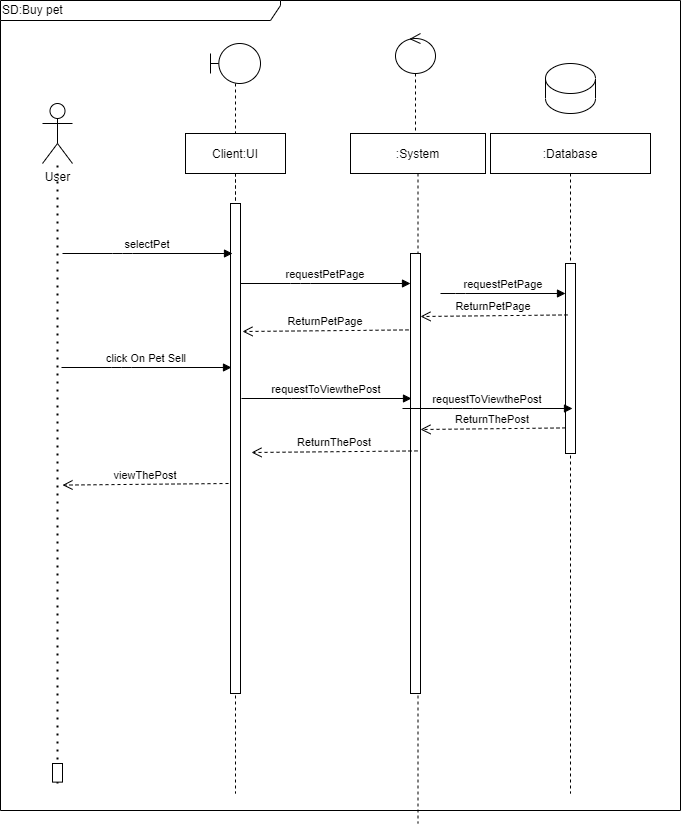 SD:Buy pet
User
Client:UI
:System
:Database
selectPet
requestPetPage
requestPetPage
ReturnPetPage
ReturnPetPage
click On Pet Sell
requestToViewthePost
requestToViewthePost
ReturnThePost
ReturnThePost
viewThePost